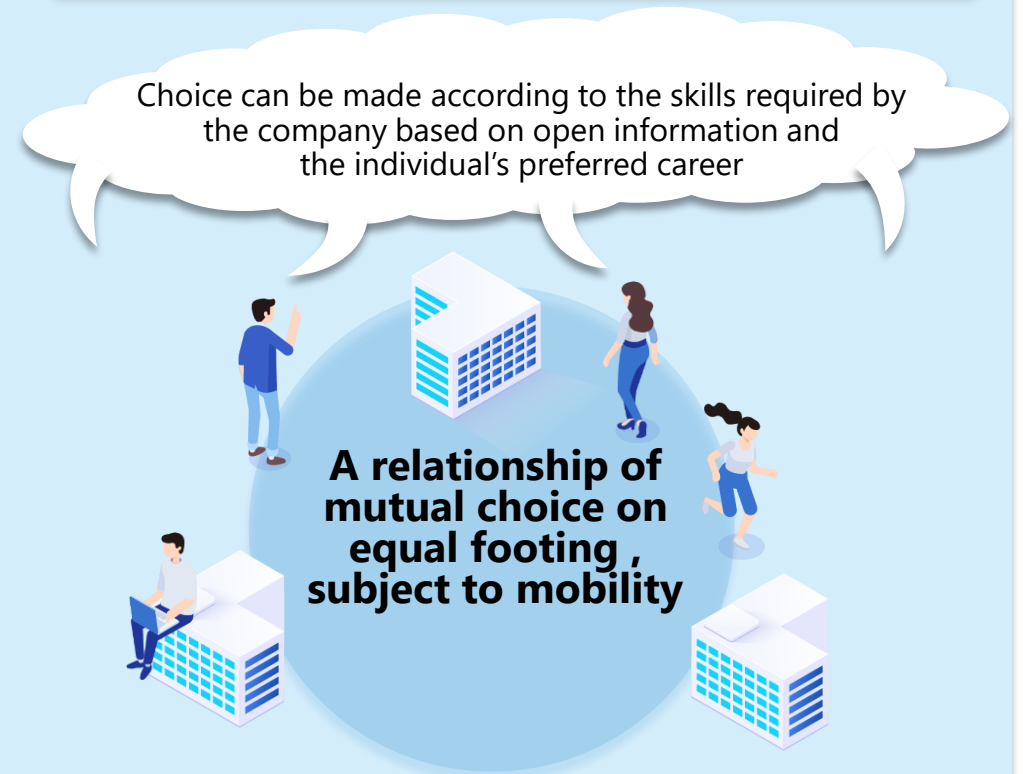 Choice can be made according to the skills required by
the company based on open information and
the individual’s preferred career
A relationship of
mutual choice on
equal footing ,
subject to mobility